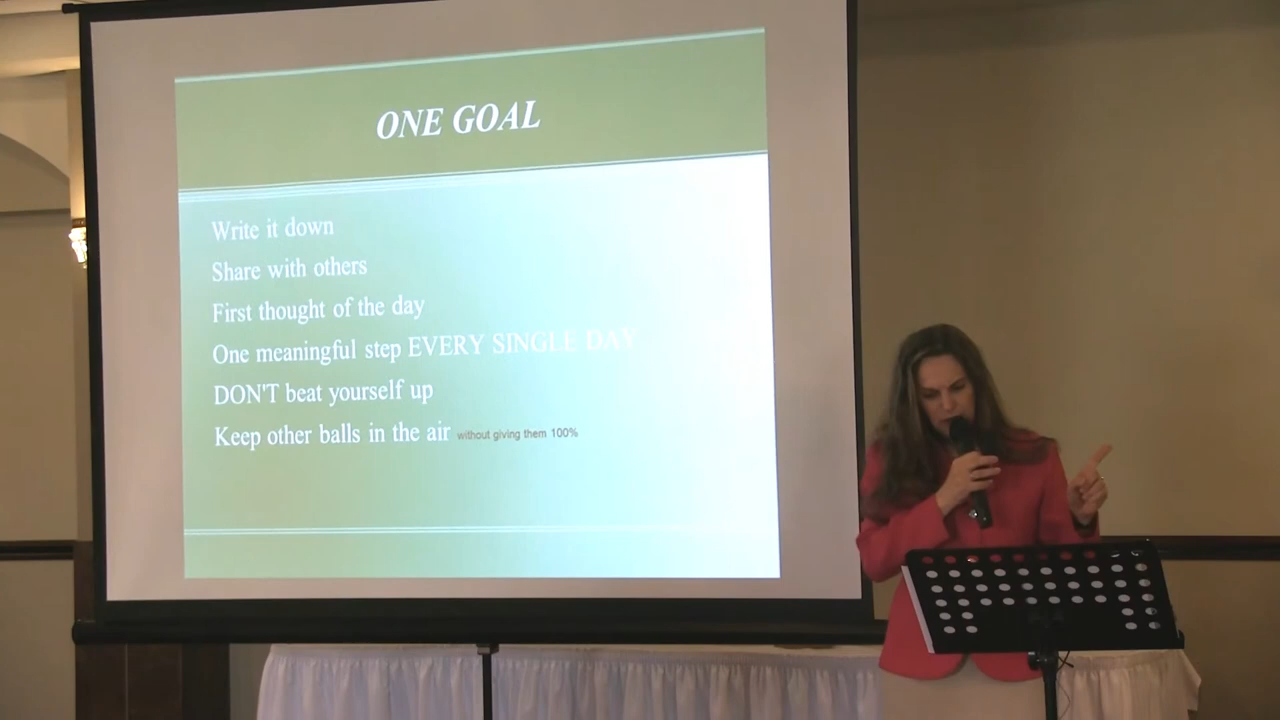 ONE GOAL
Write it down
Share with others
First thought of the day
One meaningful step EVERY SINGLE DAY
DON'T beat yourself up
Keep other balls in the air without giving them 100%